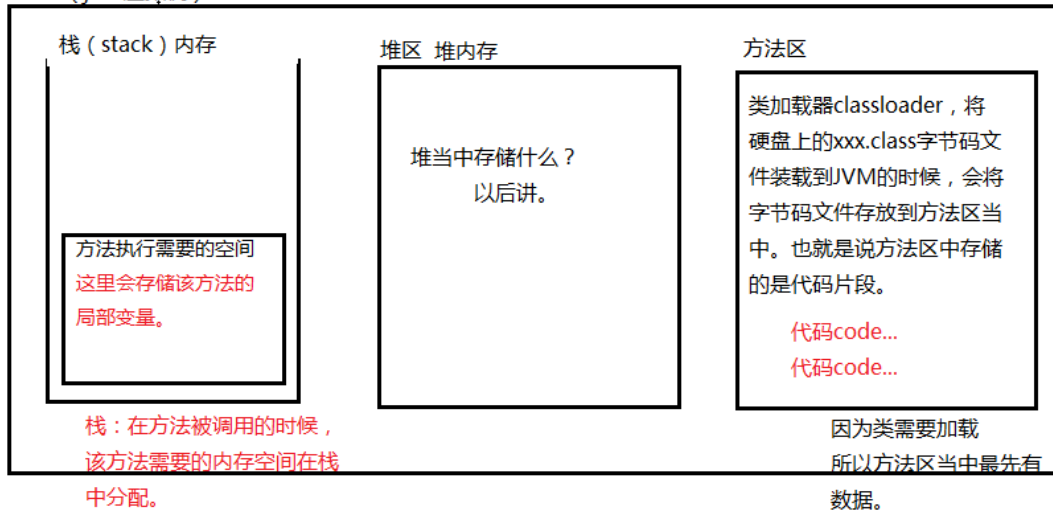 栈（stack）内存
方法执行需要的空间
这里会存储该方法的
局部变量。
栈：在方法被调用的时候，
该方法需要的内存空间在栈
中分配。
堆区 堆内存
堆当中存储什么？
以后讲。
方法区
类加载器classloader，将
硬盘上的xxx.class字节码文
件装载到JVM的时候，会将
字节码文件存放到方法区当
中。也就是说方法区中存储
的是代码片段。
代码code...
代码code...
因为类需要加载
所以方法区当中最先有
数据。